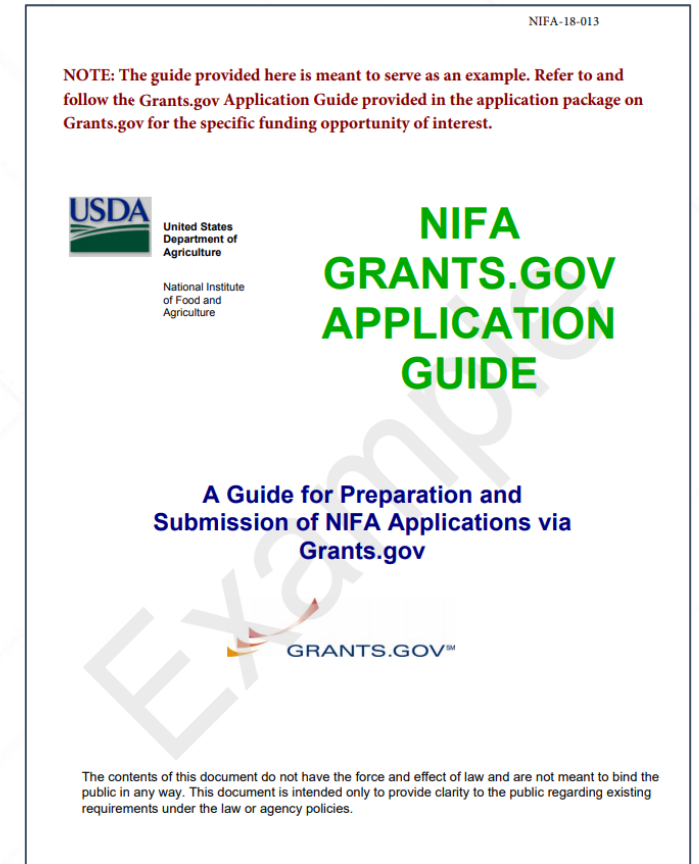 NIFA-18-013
NOTE: The guide provided here is meant to serve as an example. Refer to and
follow the Grants.gov Application Guide provided in the application package on
Grants.gov for the specific funding opportunity of interest.
USDA
United States
Department of
Agriculture
National Institute
of Food and
Agriculture
NIFA
GRANTS.GOV
APPLICATION
GUIDE
A Guide for Preparation and
Submission of NIFA Applications via
Grants.gov
Example
GRANTS.GOV℠
The contents of this document do not have the force and effect of law and are not meant to bind the
public in any way. This document is intended only to provide clarity to the public regarding existing
requirements under the law or agency policies.